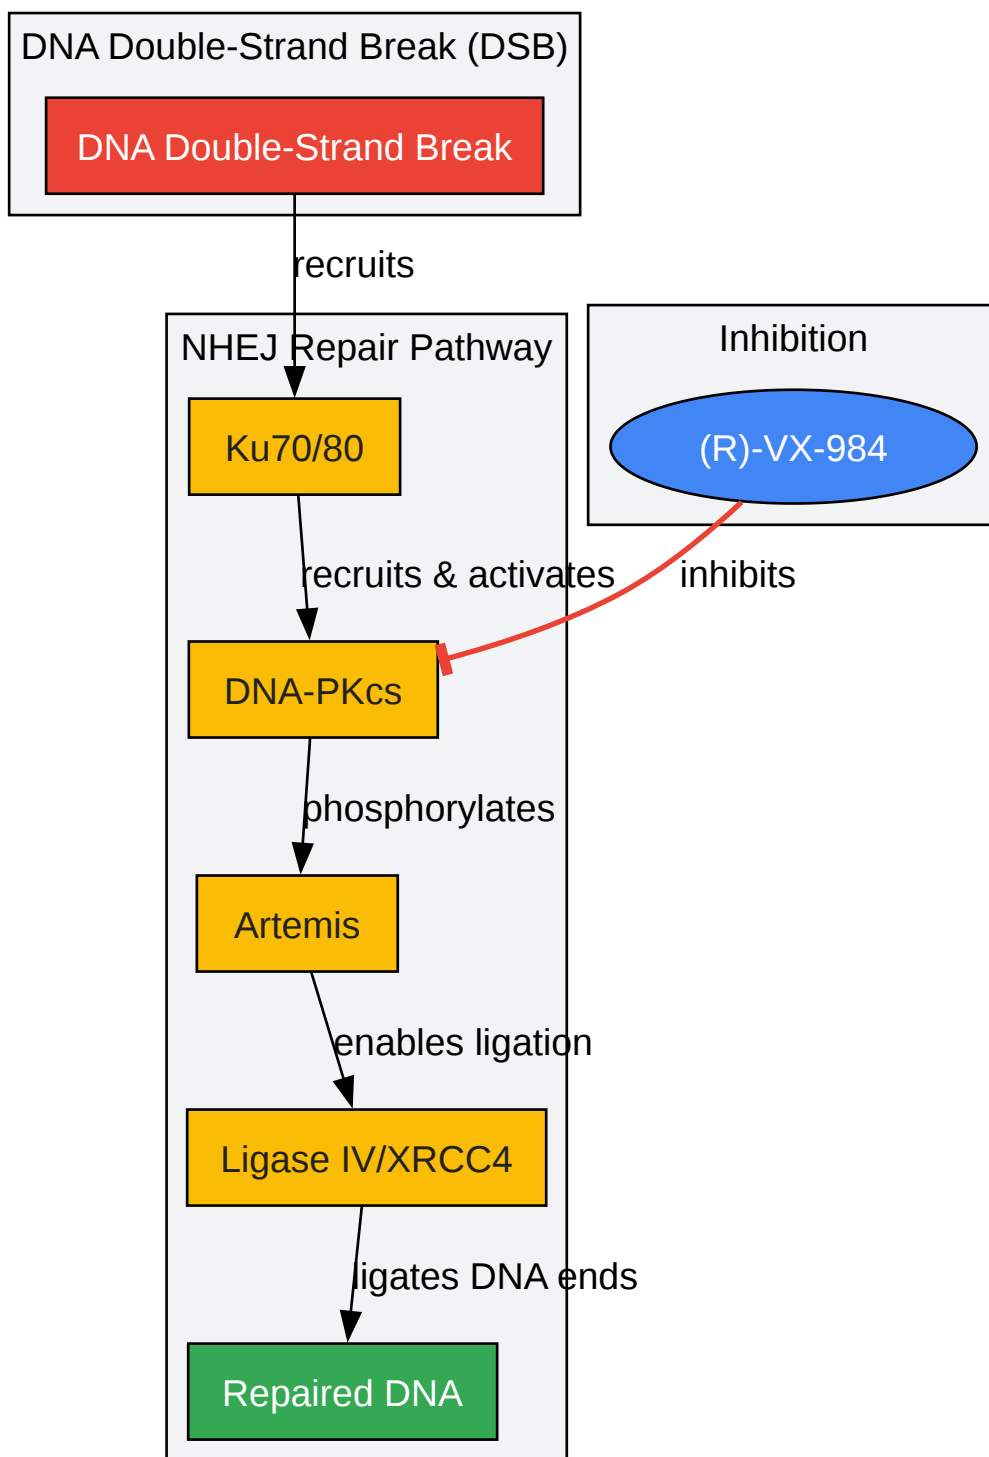 DNA Double-Strand Break (DSB)
DNA Double-Strand Break
recruits
NHEJ Repair Pathway
Inhibition
Ku70/80
(R)-VX-984
recruits & activates
inhibits
DNA-PKcs
phosphorylates
Artemis
enables ligation
Ligase IV/XRCC4
ligates DNA ends
Repaired DNA